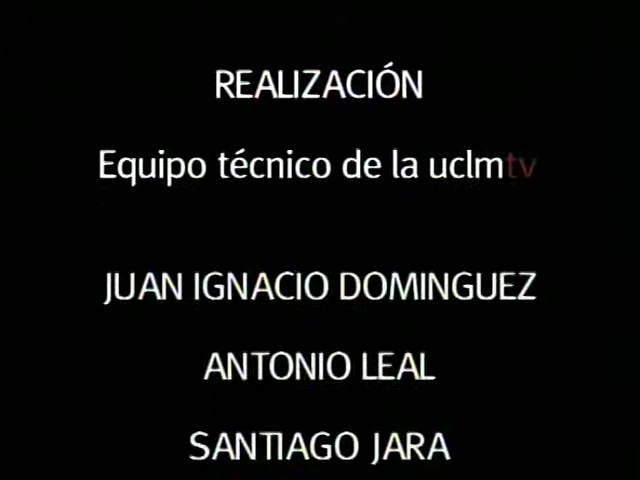 REALIZACIÓN
Equipo técnico de la uclmtv
JUAN IGNACIO DOMINGUEZ
ANTONIO LEAL
SANTIAGO JARA